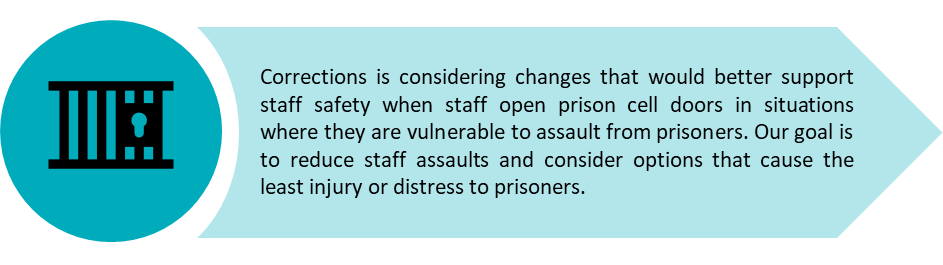 Corrections is considering changes that would better support
staff safety when staff open prison cell doors in situations
where they are vulnerable to assault from prisoners. Our goal is
to reduce staff assaults and consider options that cause the
least injury or distress to prisoners.